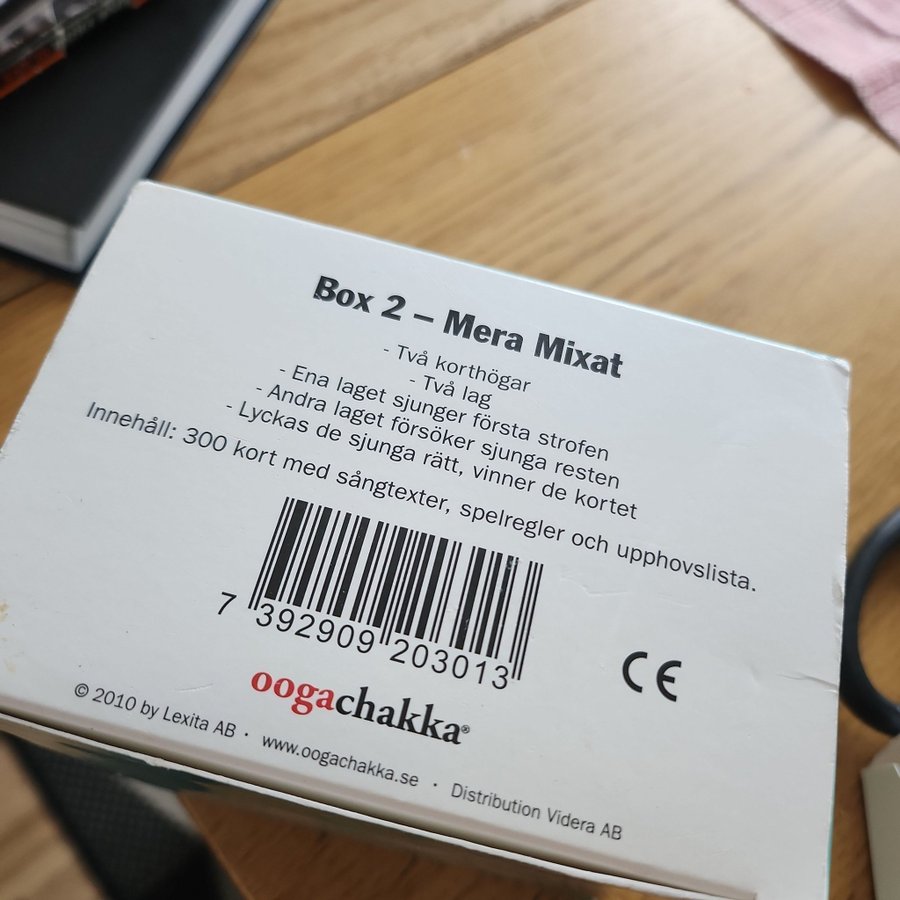 Box 2 – Mera Mixat
- Två korthögar
- Två lag
- Ena laget sjunger första strofen
- Andra laget försöker sjunga resten
- Lyckas de sjunga rätt, vinner de kortet
Innehåll: 300 kort med sångtexter, spelregler och upphovslista.
7 392909 203013
CE
oogachakka®
© 2010 by Lexita AB · www.oogachakka.se · Distribution Videra AB